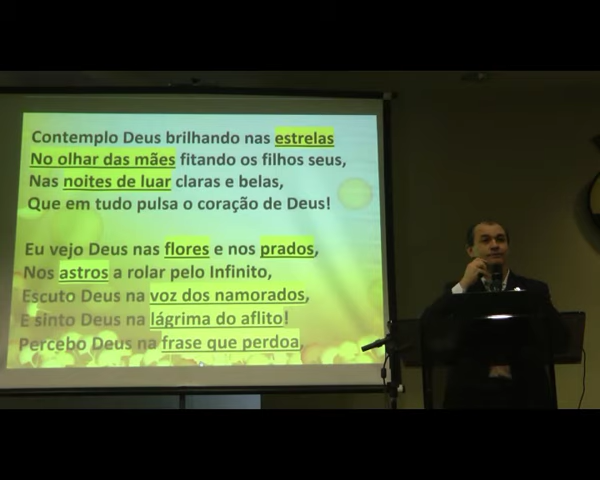 Contemplo Deus brilhando nas estrelas
No olhar das mães fitando os filhos seus,
Nas noites de luar claras e belas,
Que em tudo pulsa o coração de Deus!
Eu vejo Deus nas flores e nos prados,
Nos astros a rolar pelo Infinito,
Escuto Deus na voz dos namorados,
E sinto Deus na lágrima do aflito!
Percebo Deus na frase que perdoa,